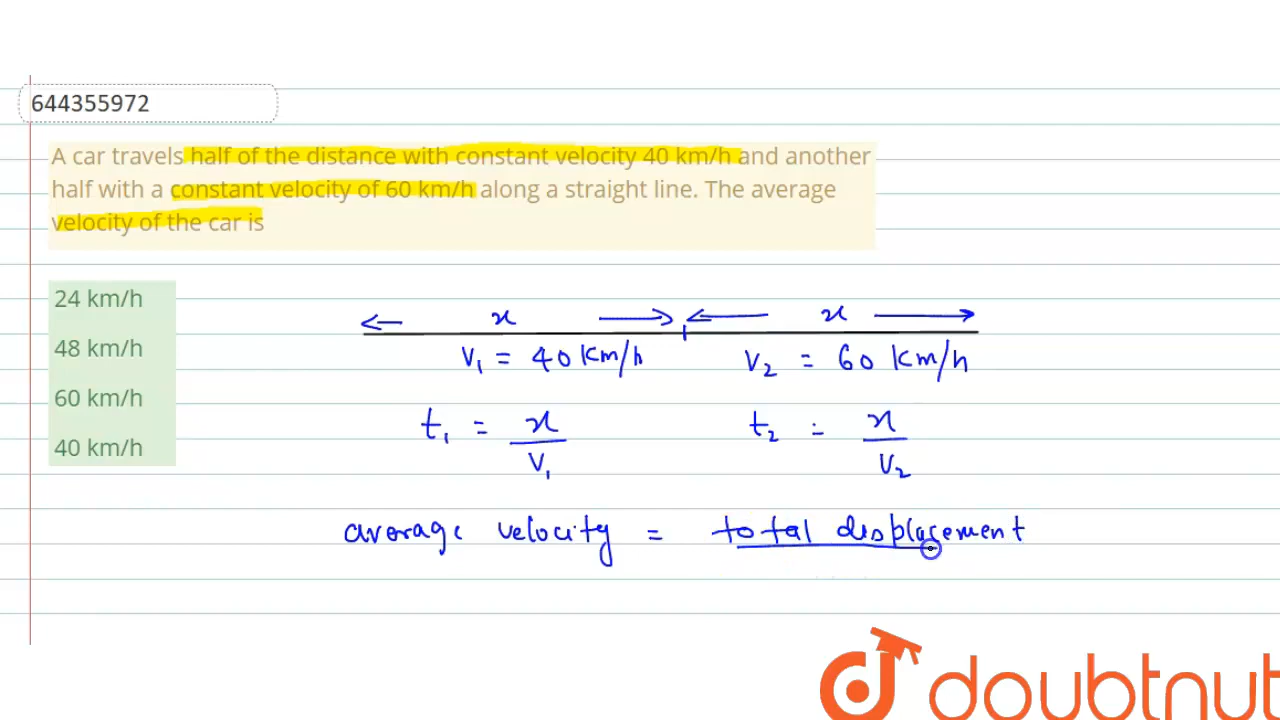 644355972
A car travels half of the distance with constant velocity 40 km/h and another
half with a constant velocity of 60 km/h along a straight line. The average
velocity of the car is
24 km/h
48 km/h
60 km/h
40 km/h
x x
V₁ = 40 Km/h V₂ = 60 Km/h
t₁ = x/V₁ t₂ = x/V₂
average velocity = total displacement
doubtnut